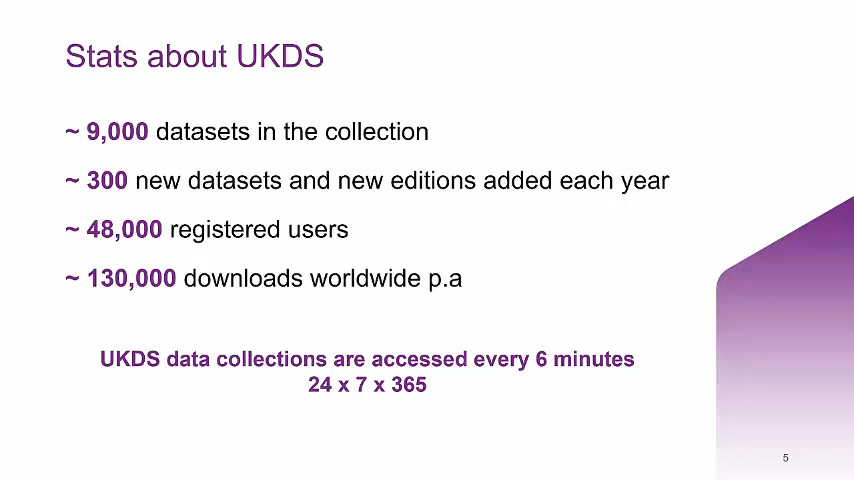 Stats about UKDS
~ 9,000 datasets in the collection
~ 300 new datasets and new editions added each year
~ 48,000 registered users
~ 130,000 downloads worldwide p.a
UKDS data collections are accessed every 6 minutes
24 x 7 x 365
5